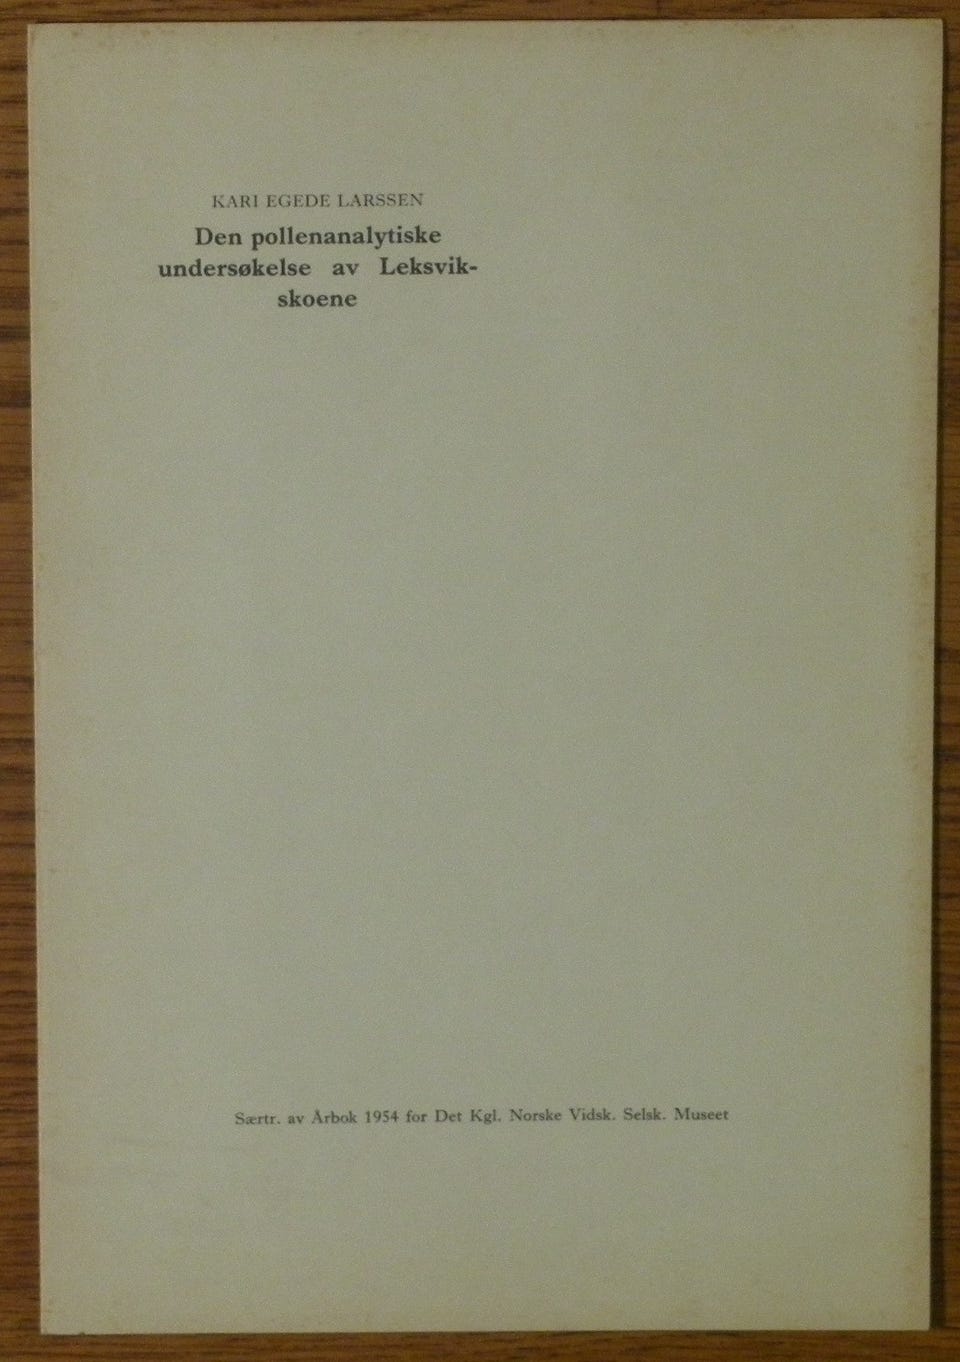 KARI EGEDE LARSSEN
Den pollenanalytiske
undersøkelse av Leksvik-
skoene
Særtr. av Årbok 1954 for Det Kgl. Norske Vidsk. Selsk. Museet